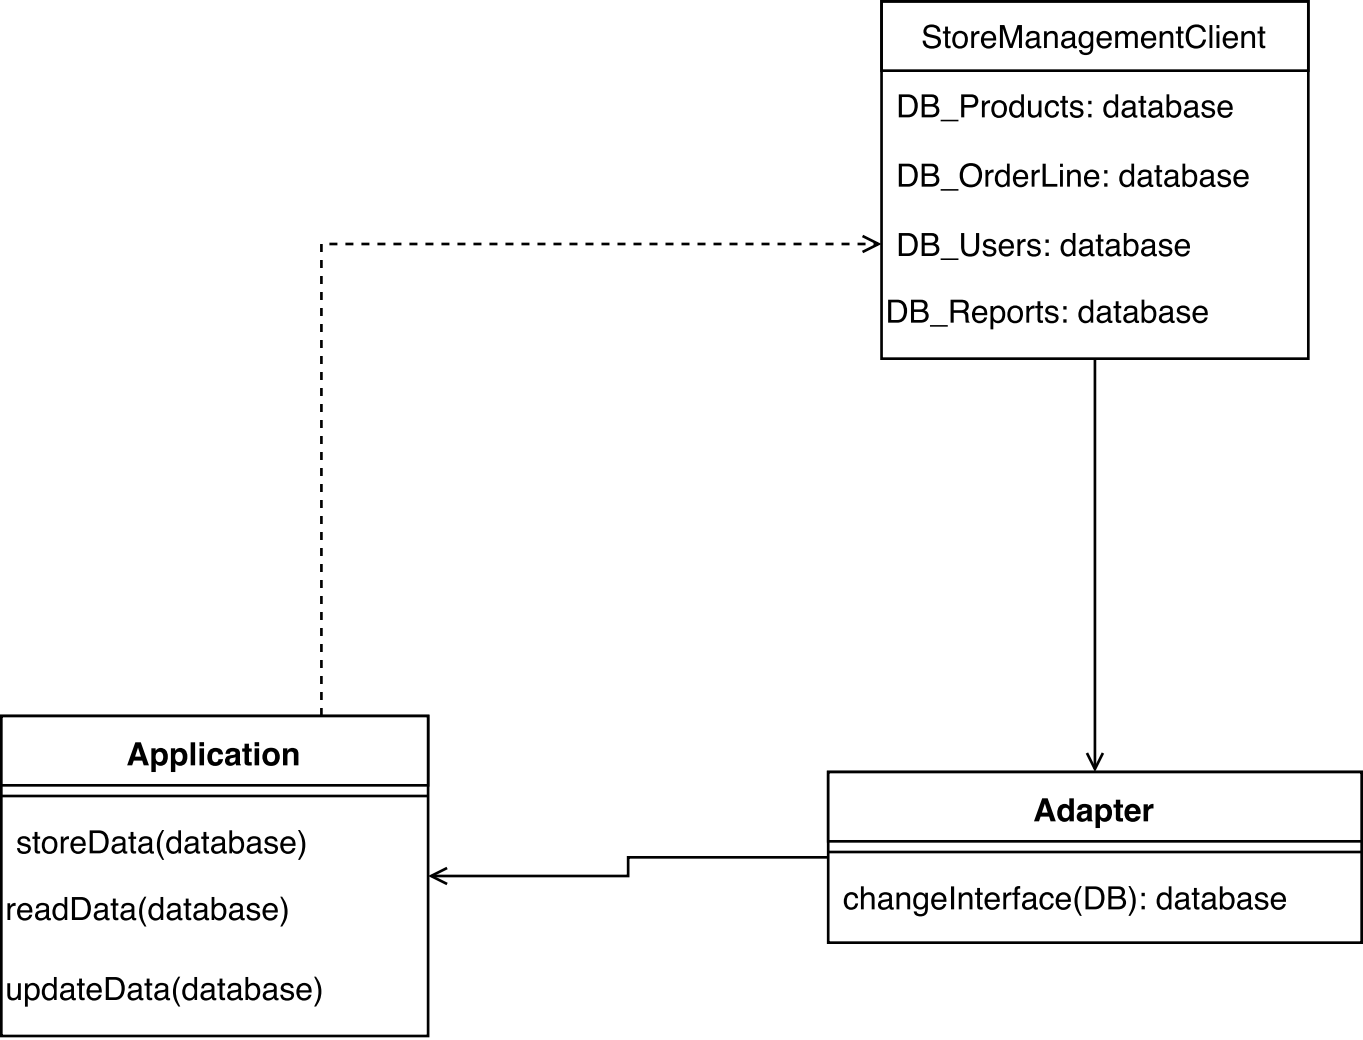 StoreManagementClient
DB_Products: database
DB_OrderLine: database
DB_Users: database
DB_Reports: database
Application
storeData(database)
readData(database)
updateData(database)
Adapter
changeInterface(DB): database